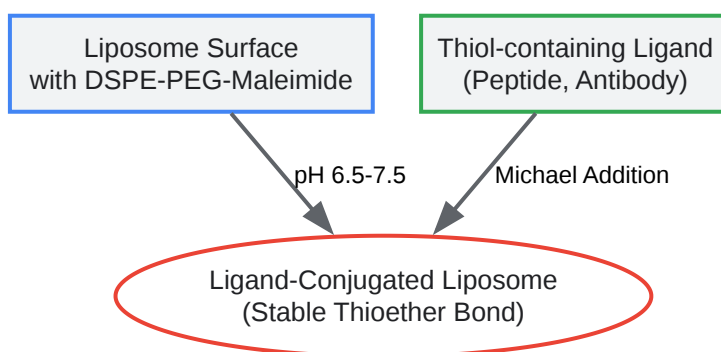 Liposome Surface
with DSPE-PEG-Maleimide
Thiol-containing Ligand
(Peptide, Antibody)
pH 6.5-7.5
Michael Addition
Ligand-Conjugated Liposome
(Stable Thioether Bond)